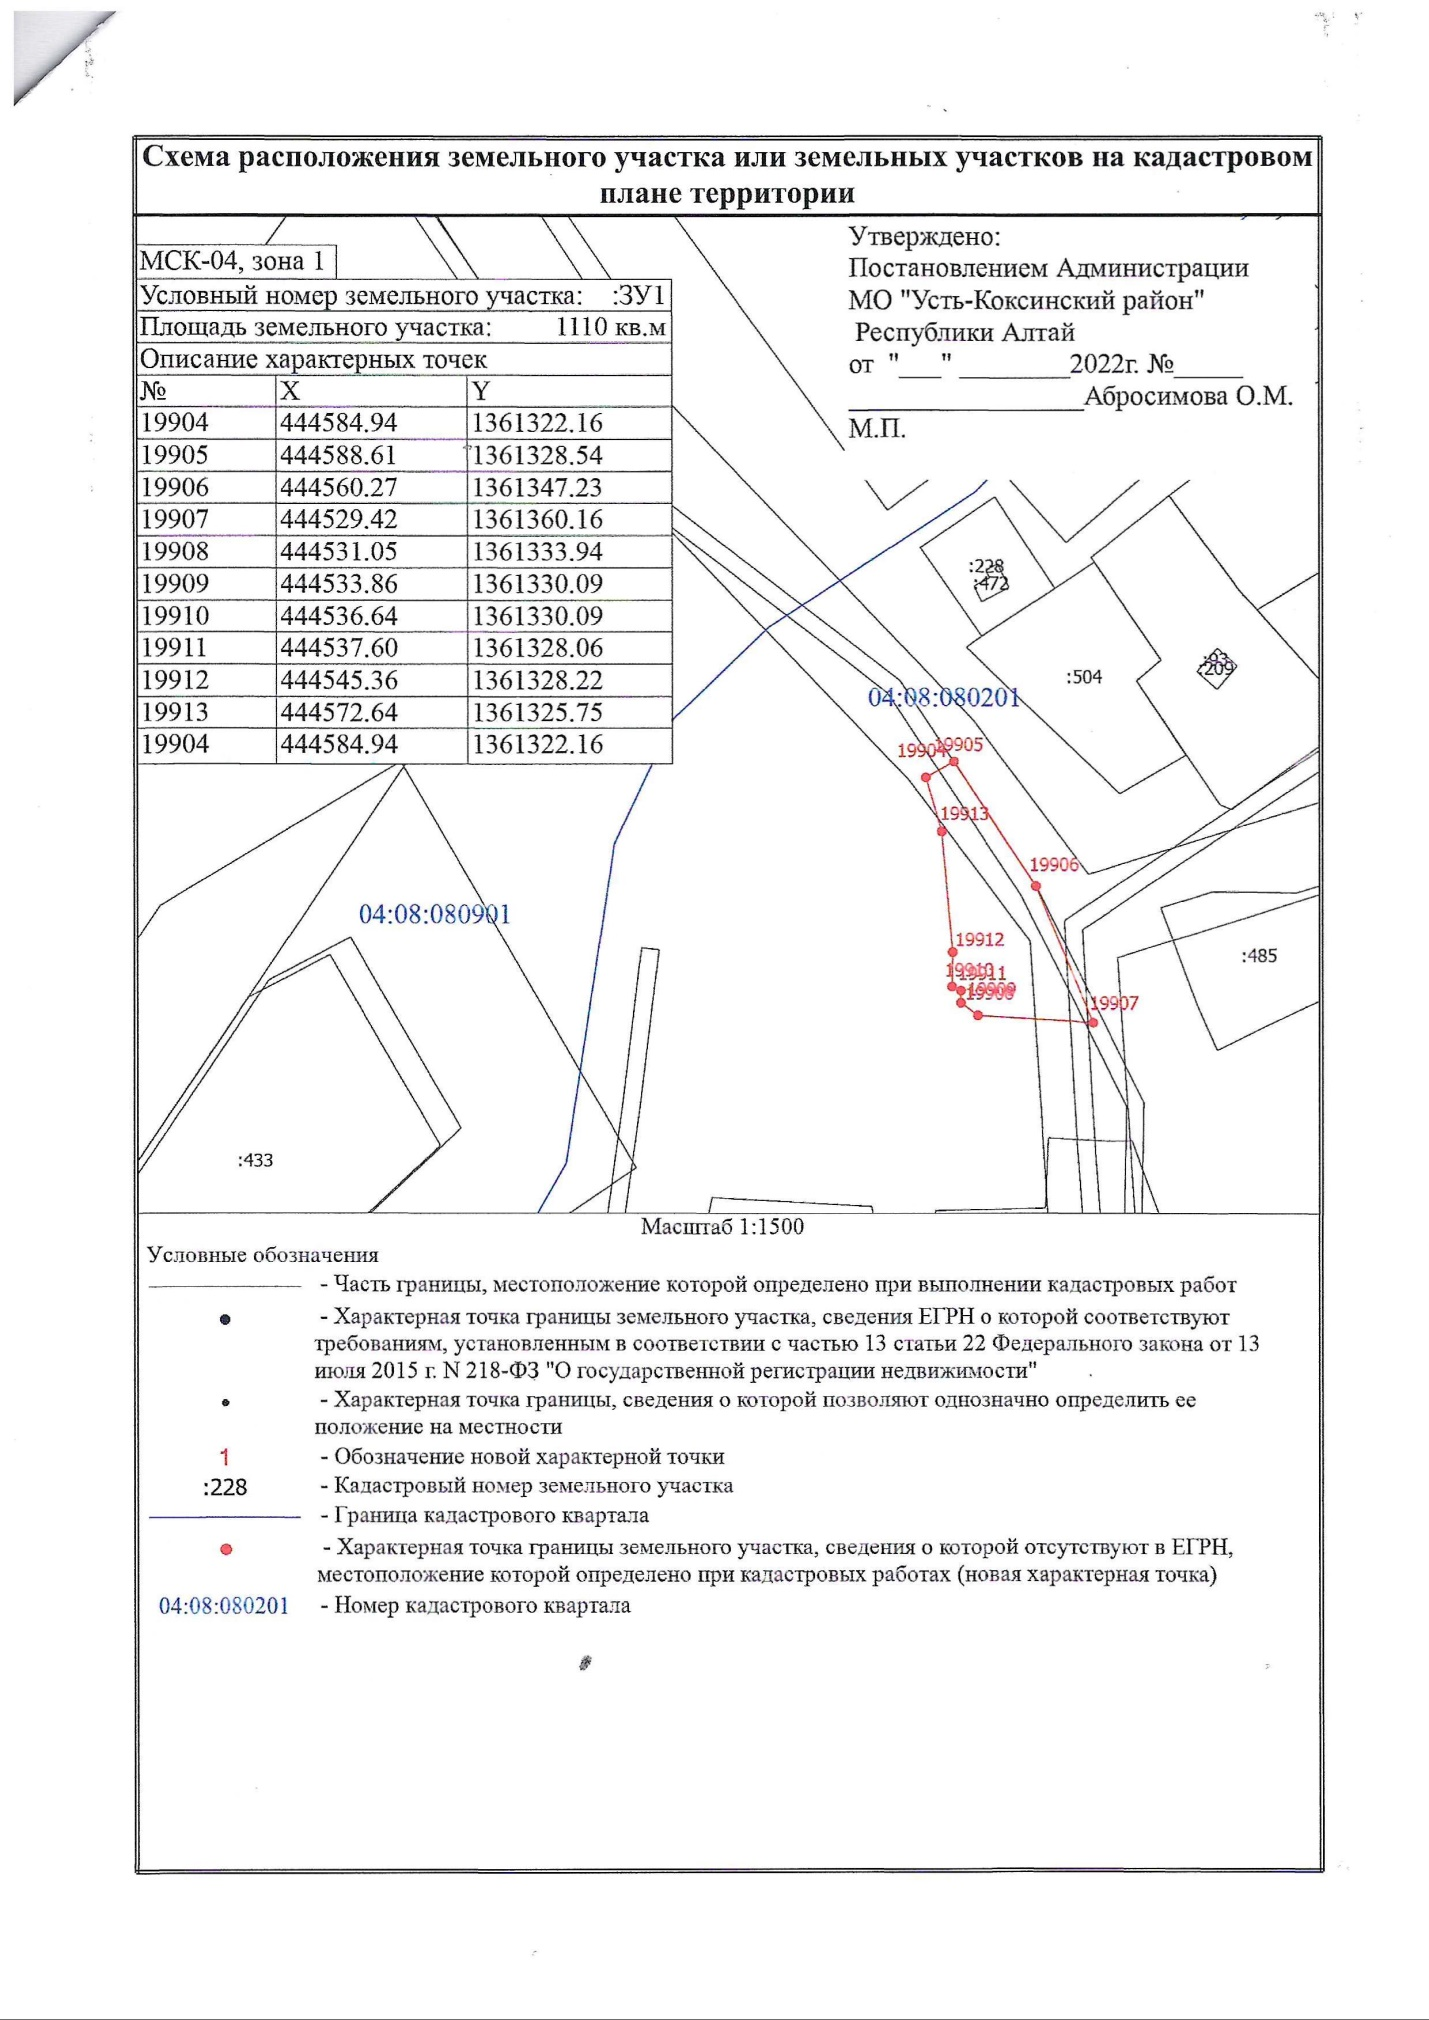 Схема расположения земельного участка или земельных участков на кадастровом
плане территории
МСК-04, зона 1
Условный номер земельного участка: :ЗУ1
Площадь земельного участка: 1110 кв.м
Описание характерных точек
№ X Y
19904 444584.94 1361322.16
19905 444588.61 1361328.54
19906 444560.27 1361347.23
19907 444529.42 1361360.16
19908 444531.05 1361333.94
19909 444533.86 1361330.09
19910 444536.64 1361330.09
19911 444537.60 1361328.06
19912 444545.36 1361328.22
19913 444572.64 1361325.75
19904 444584.94 1361322.16
Утверждено:
Постановлением Администрации
МО "Усть-Коксинский район"
Республики Алтай
от "___" ________2022г. №_____
_________________Абросимова О.М.
М.П.
:228
:472
:504
:93
:209
04:08:080201
19904
19905
19913
19906
04:08:080901
19912
:485
19910
19911
19909
19908
19907
:433
Масштаб 1:1500
Условные обозначения
- Часть границы, местоположение которой определено при выполнении кадастровых работ
- Характерная точка границы земельного участка, сведения ЕГРН о которой соответствуют
требованиям, установленным в соответствии с частью 13 статьи 22 Федерального закона от 13
июля 2015 г. N 218-ФЗ "О государственной регистрации недвижимости"
- Характерная точка границы, сведения о которой позволяют однозначно определить ее
положение на местности
1 - Обозначение новой характерной точки
:228 - Кадастровый номер земельного участка
- Граница кадастрового квартала
- Характерная точка границы земельного участка, сведения о которой отсутствуют в ЕГРН,
местоположение которой определено при кадастровых работах (новая характерная точка)
04:08:080201 - Номер кадастрового квартала